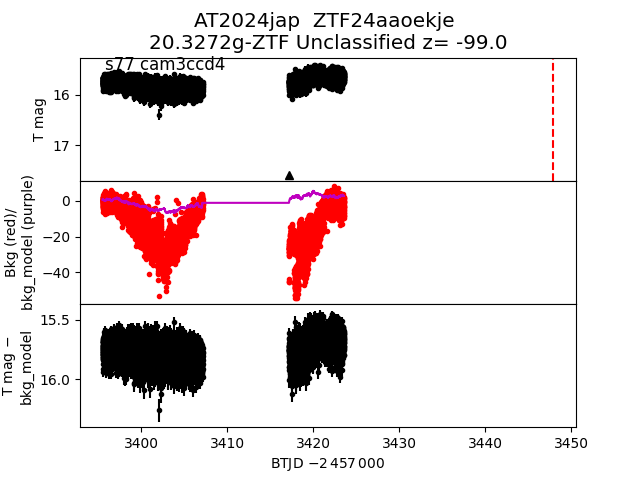 AT2024jap  ZTF24aaoekje
20.3272g-ZTF Unclassified z= -99.0
s77 cam3ccd4
T mag
16
17
Bkg (red)/
bkg_model (purple)
0
−20
−40
T mag −
bkg_model
15.5
16.0
3400
3410
3420
3430
3440
3450
BTJD −2 457 000